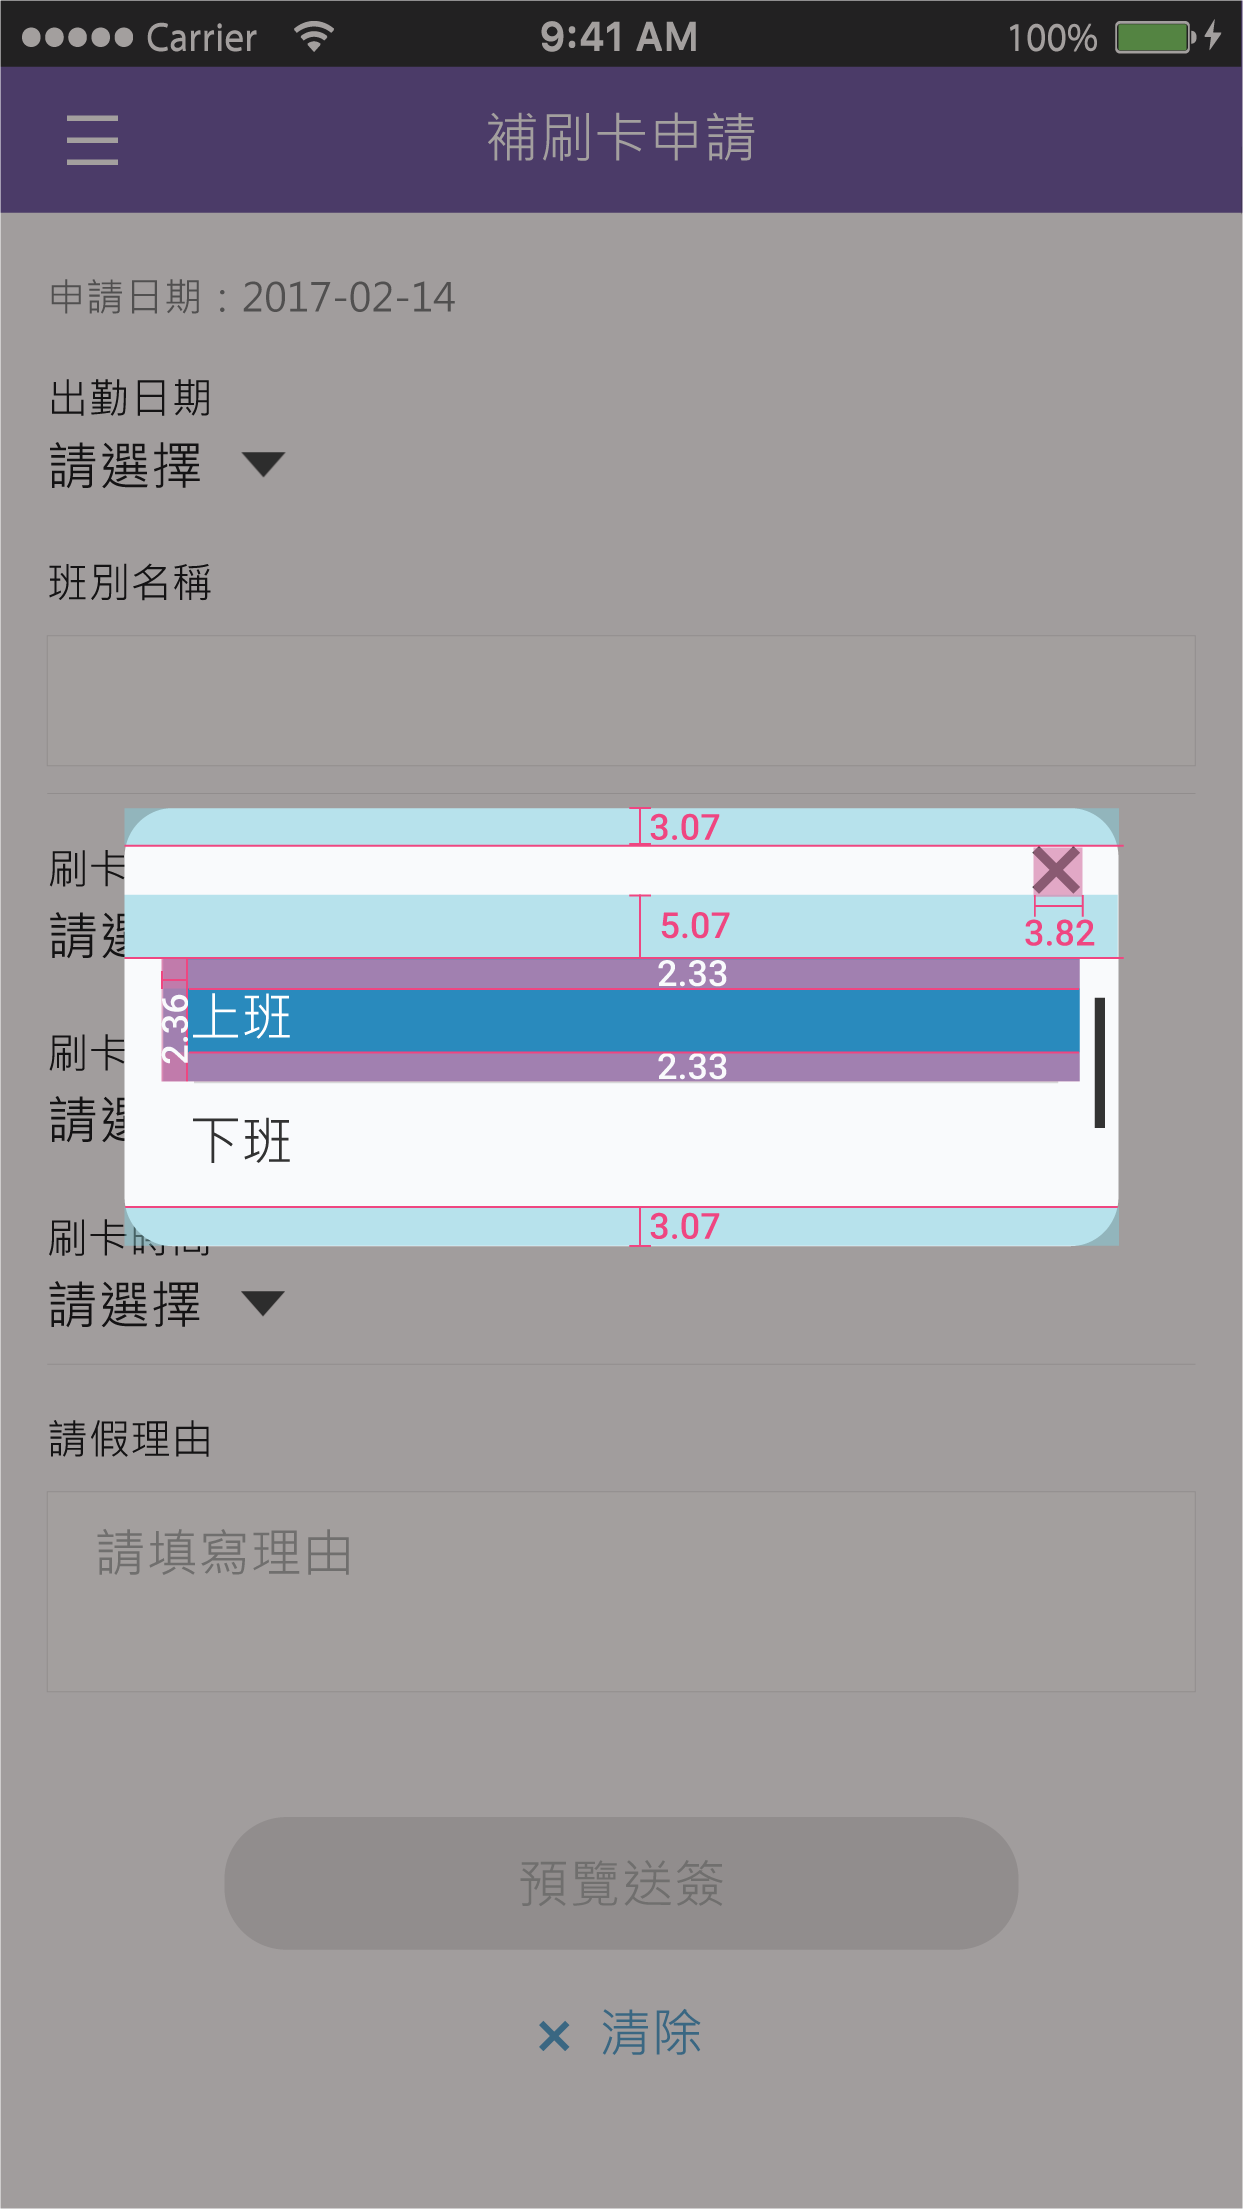 Carrier 9:41 AM 100%
補刷卡申請
申請日期：2017-02-14
出勤日期
請選擇
班別名稱
3.07
刷卡
5.07
3.82
請選
2.33
2.36
上班
刷卡
2.33
請選
下班
3.07
刷卡時間
請選擇
請假理由
請填寫理由
預覽送簽
清除